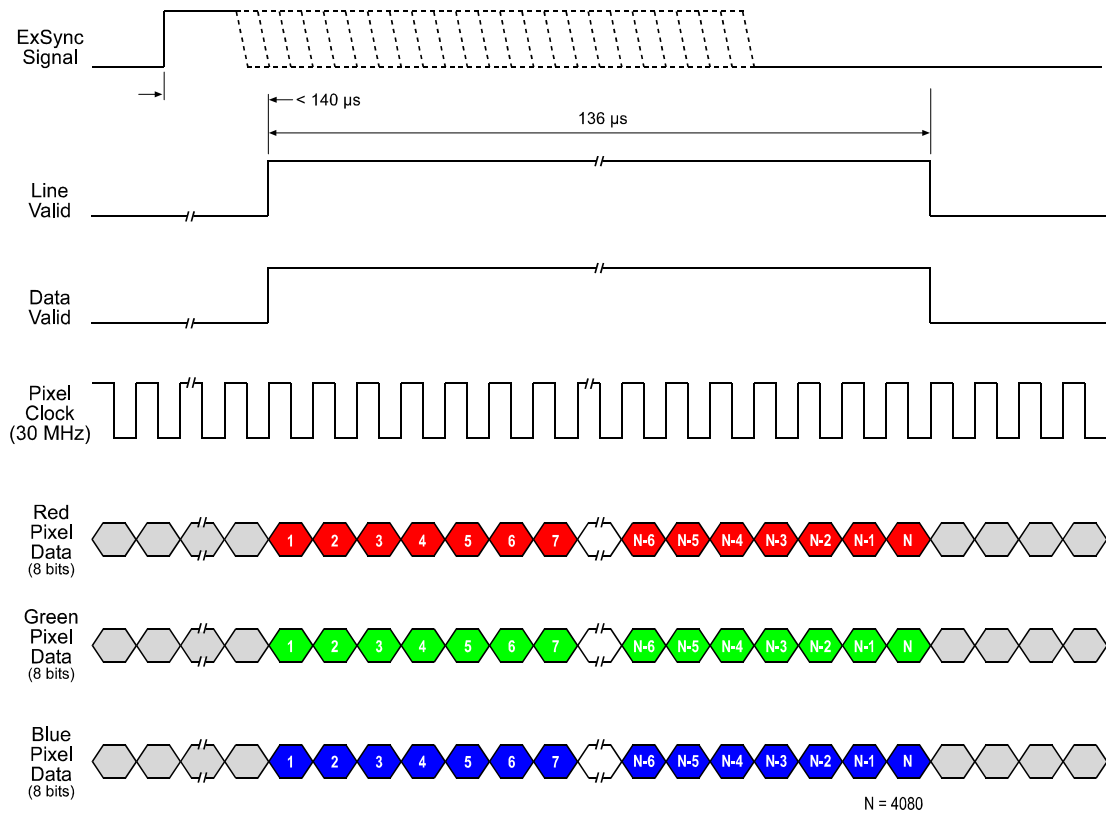 ExSync
Signal
< 140 µs
136 µs
Line
Valid
Data
Valid
Pixel
Clock
(30 MHz)
Red
Pixel
Data
(8 bits)
1 2 3 4 5 6 7 N-6 N-5 N-4 N-3 N-2 N-1 N
Green
Pixel
Data
(8 bits)
1 2 3 4 5 6 7 N-6 N-5 N-4 N-3 N-2 N-1 N
Blue
Pixel
Data
(8 bits)
1 2 3 4 5 6 7 N-6 N-5 N-4 N-3 N-2 N-1 N
N = 4080